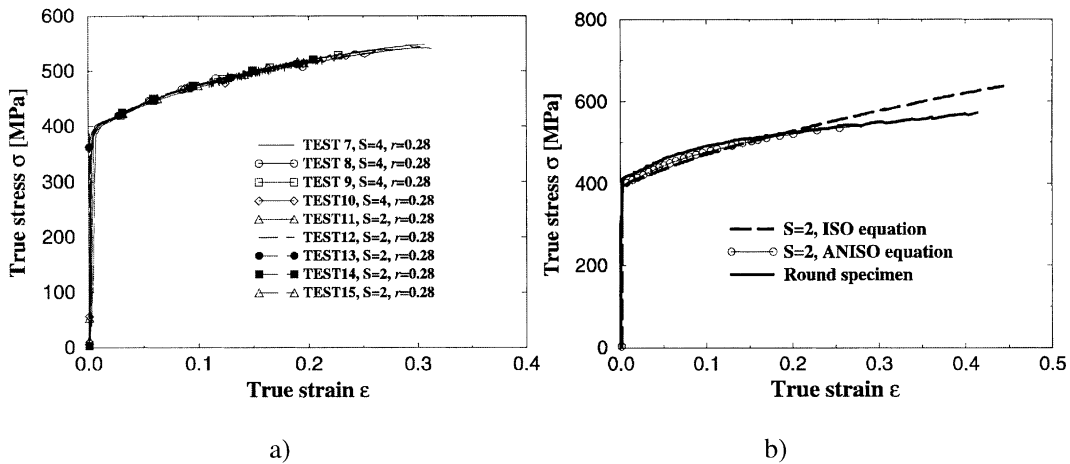 600
500
400
300
200
100
0
0.0 0.1 0.2 0.3 0.4
True stress σ [MPa]
True strain ε
TEST 7, S=4, r=0.28
TEST 8, S=4, r=0.28
TEST 9, S=4, r=0.28
TEST10, S=4, r=0.28
TEST11, S=2, r=0.28
TEST12, S=2, r=0.28
TEST13, S=2, r=0.28
TEST14, S=2, r=0.28
TEST15, S=2, r=0.28
a)
800
600
400
200
0
0.0 0.1 0.2 0.3 0.4 0.5
True stress σ [MPa]
True strain ε
S=2, ISO equation
S=2, ANISO equation
Round specimen
b)